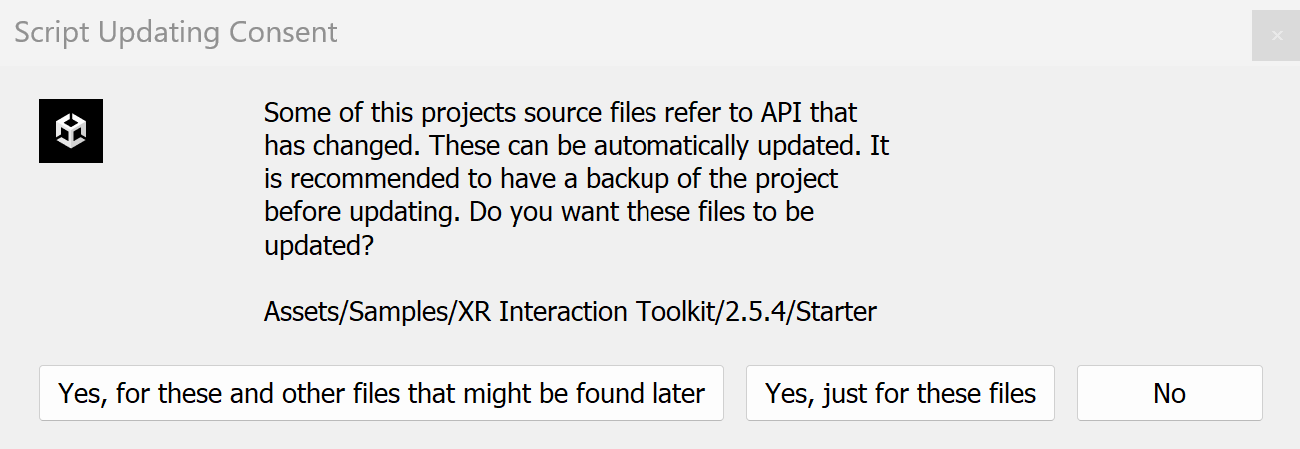 Script Updating Consent
Some of this projects source files refer to API that
has changed. These can be automatically updated. It
is recommended to have a backup of the project
before updating. Do you want these files to be
updated?
Assets/Samples/XR Interaction Toolkit/2.5.4/Starter
Yes, for these and other files that might be found later
Yes, just for these files
No